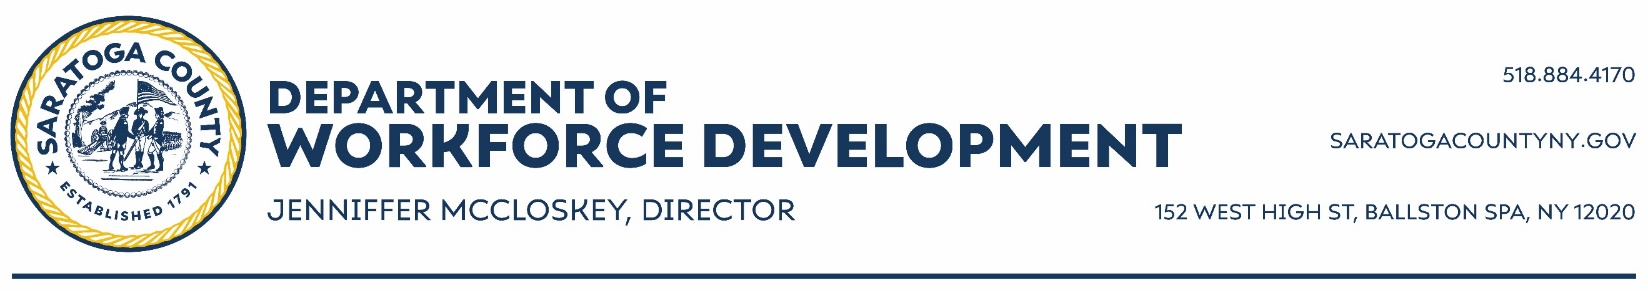 SARATOGA COUNTY
ESTABLISHED 1791
DEPARTMENT OF
WORKFORCE DEVELOPMENT
JENNIFFER MCCLOSKEY, DIRECTOR
518.884.4170
SARATOGACOUNTYNY.GOV
152 WEST HIGH ST, BALLSTON SPA, NY 12020